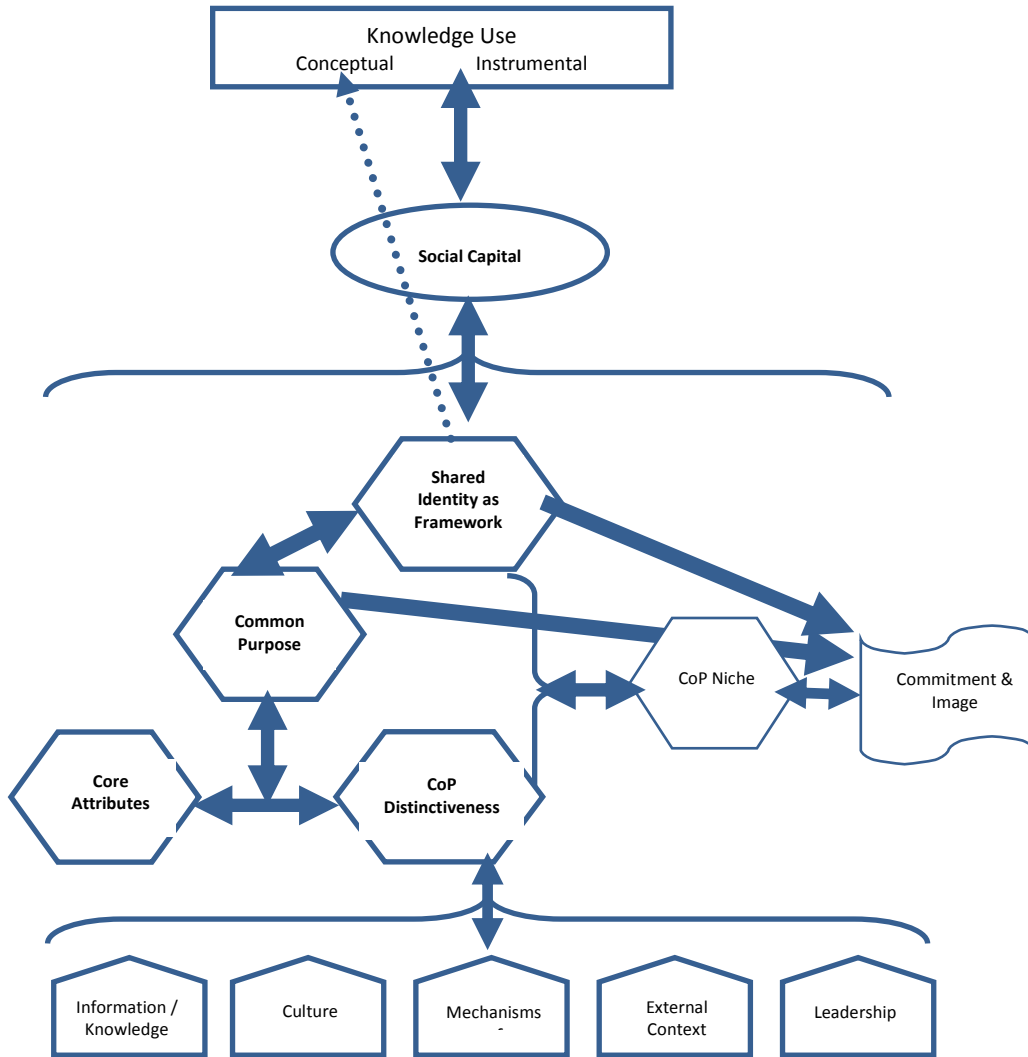 Knowledge Use
Conceptual Instrumental
Social Capital
Shared
Identity as
Framework
Common
Purpose
CoP Niche
Commitment &
Image
Core
Attributes
CoP
Distinctiveness
Information /
Knowledge
Culture
Mechanisms
External
Context
Leadership